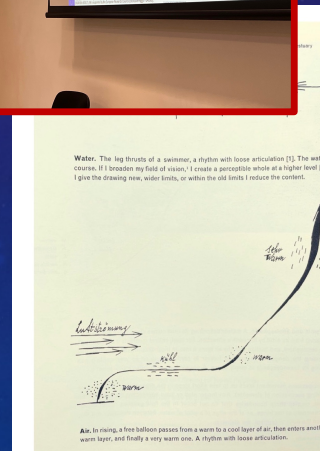 Water. The leg thrusts of a swimmer, a rhythm with loose articulation [1]. The
course. If I broaden my field of vision,¹ I create a perceptible whole at a higher level
I give the drawing new, wider limits, or within the old limits I reduce the content.
sehr
warm
Luftströmung
kühl
warm
warm
Air. In rising, a free balloon passes from a warm to a cool layer of air, then enters
warm layer, and finally a very warm one. A rhythm with loose articulation.